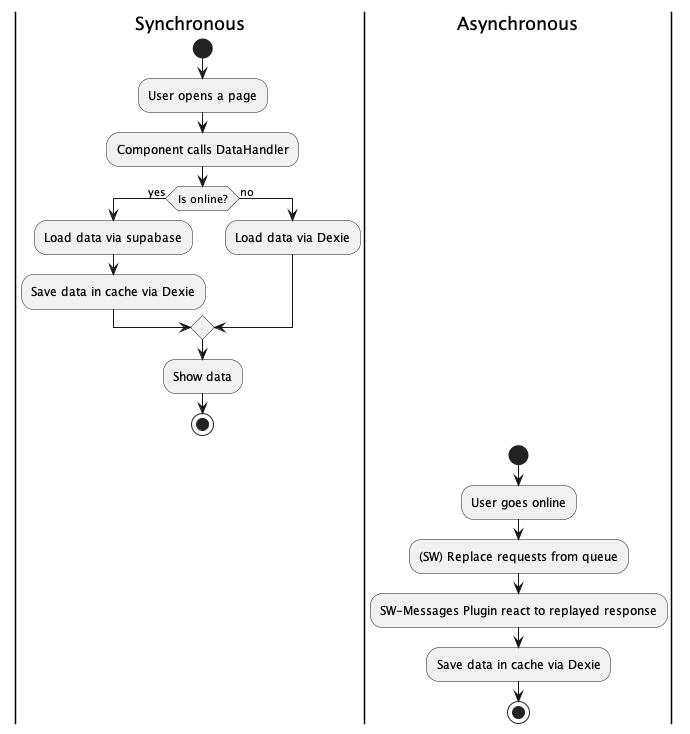 Synchronous
Asynchronous
User opens a page
Component calls DataHandler
yes
Is online?
no
Load data via supabase
Load data via Dexie
Save data in cache via Dexie
Show data
User goes online
(SW) Replace requests from queue
SW-Messages Plugin react to replayed response
Save data in cache via Dexie